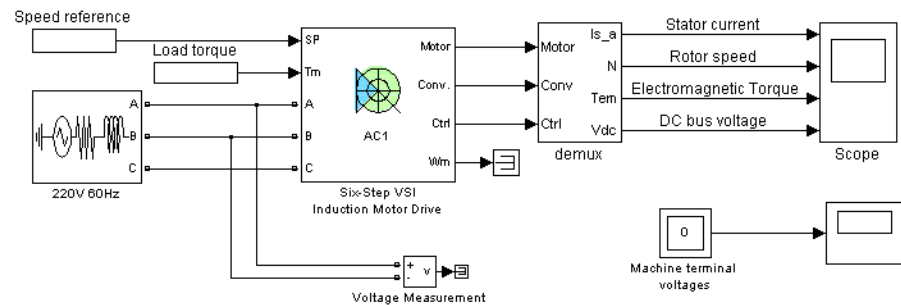 Speed reference
Load torque
SP
Tm
A
B
C
Motor
Conv.
Ctrl
Wm
AC1
Six-Step VSI
Induction Motor Drive
A
B
C
220V 60Hz
Motor
Conv
Ctrl
Is_a
N
Tem
Vdc
demux
Stator current
Rotor speed
Electromagnetic Torque
DC bus voltage
Scope
+
-
v
Voltage Measurement
0
Machine terminal
voltages